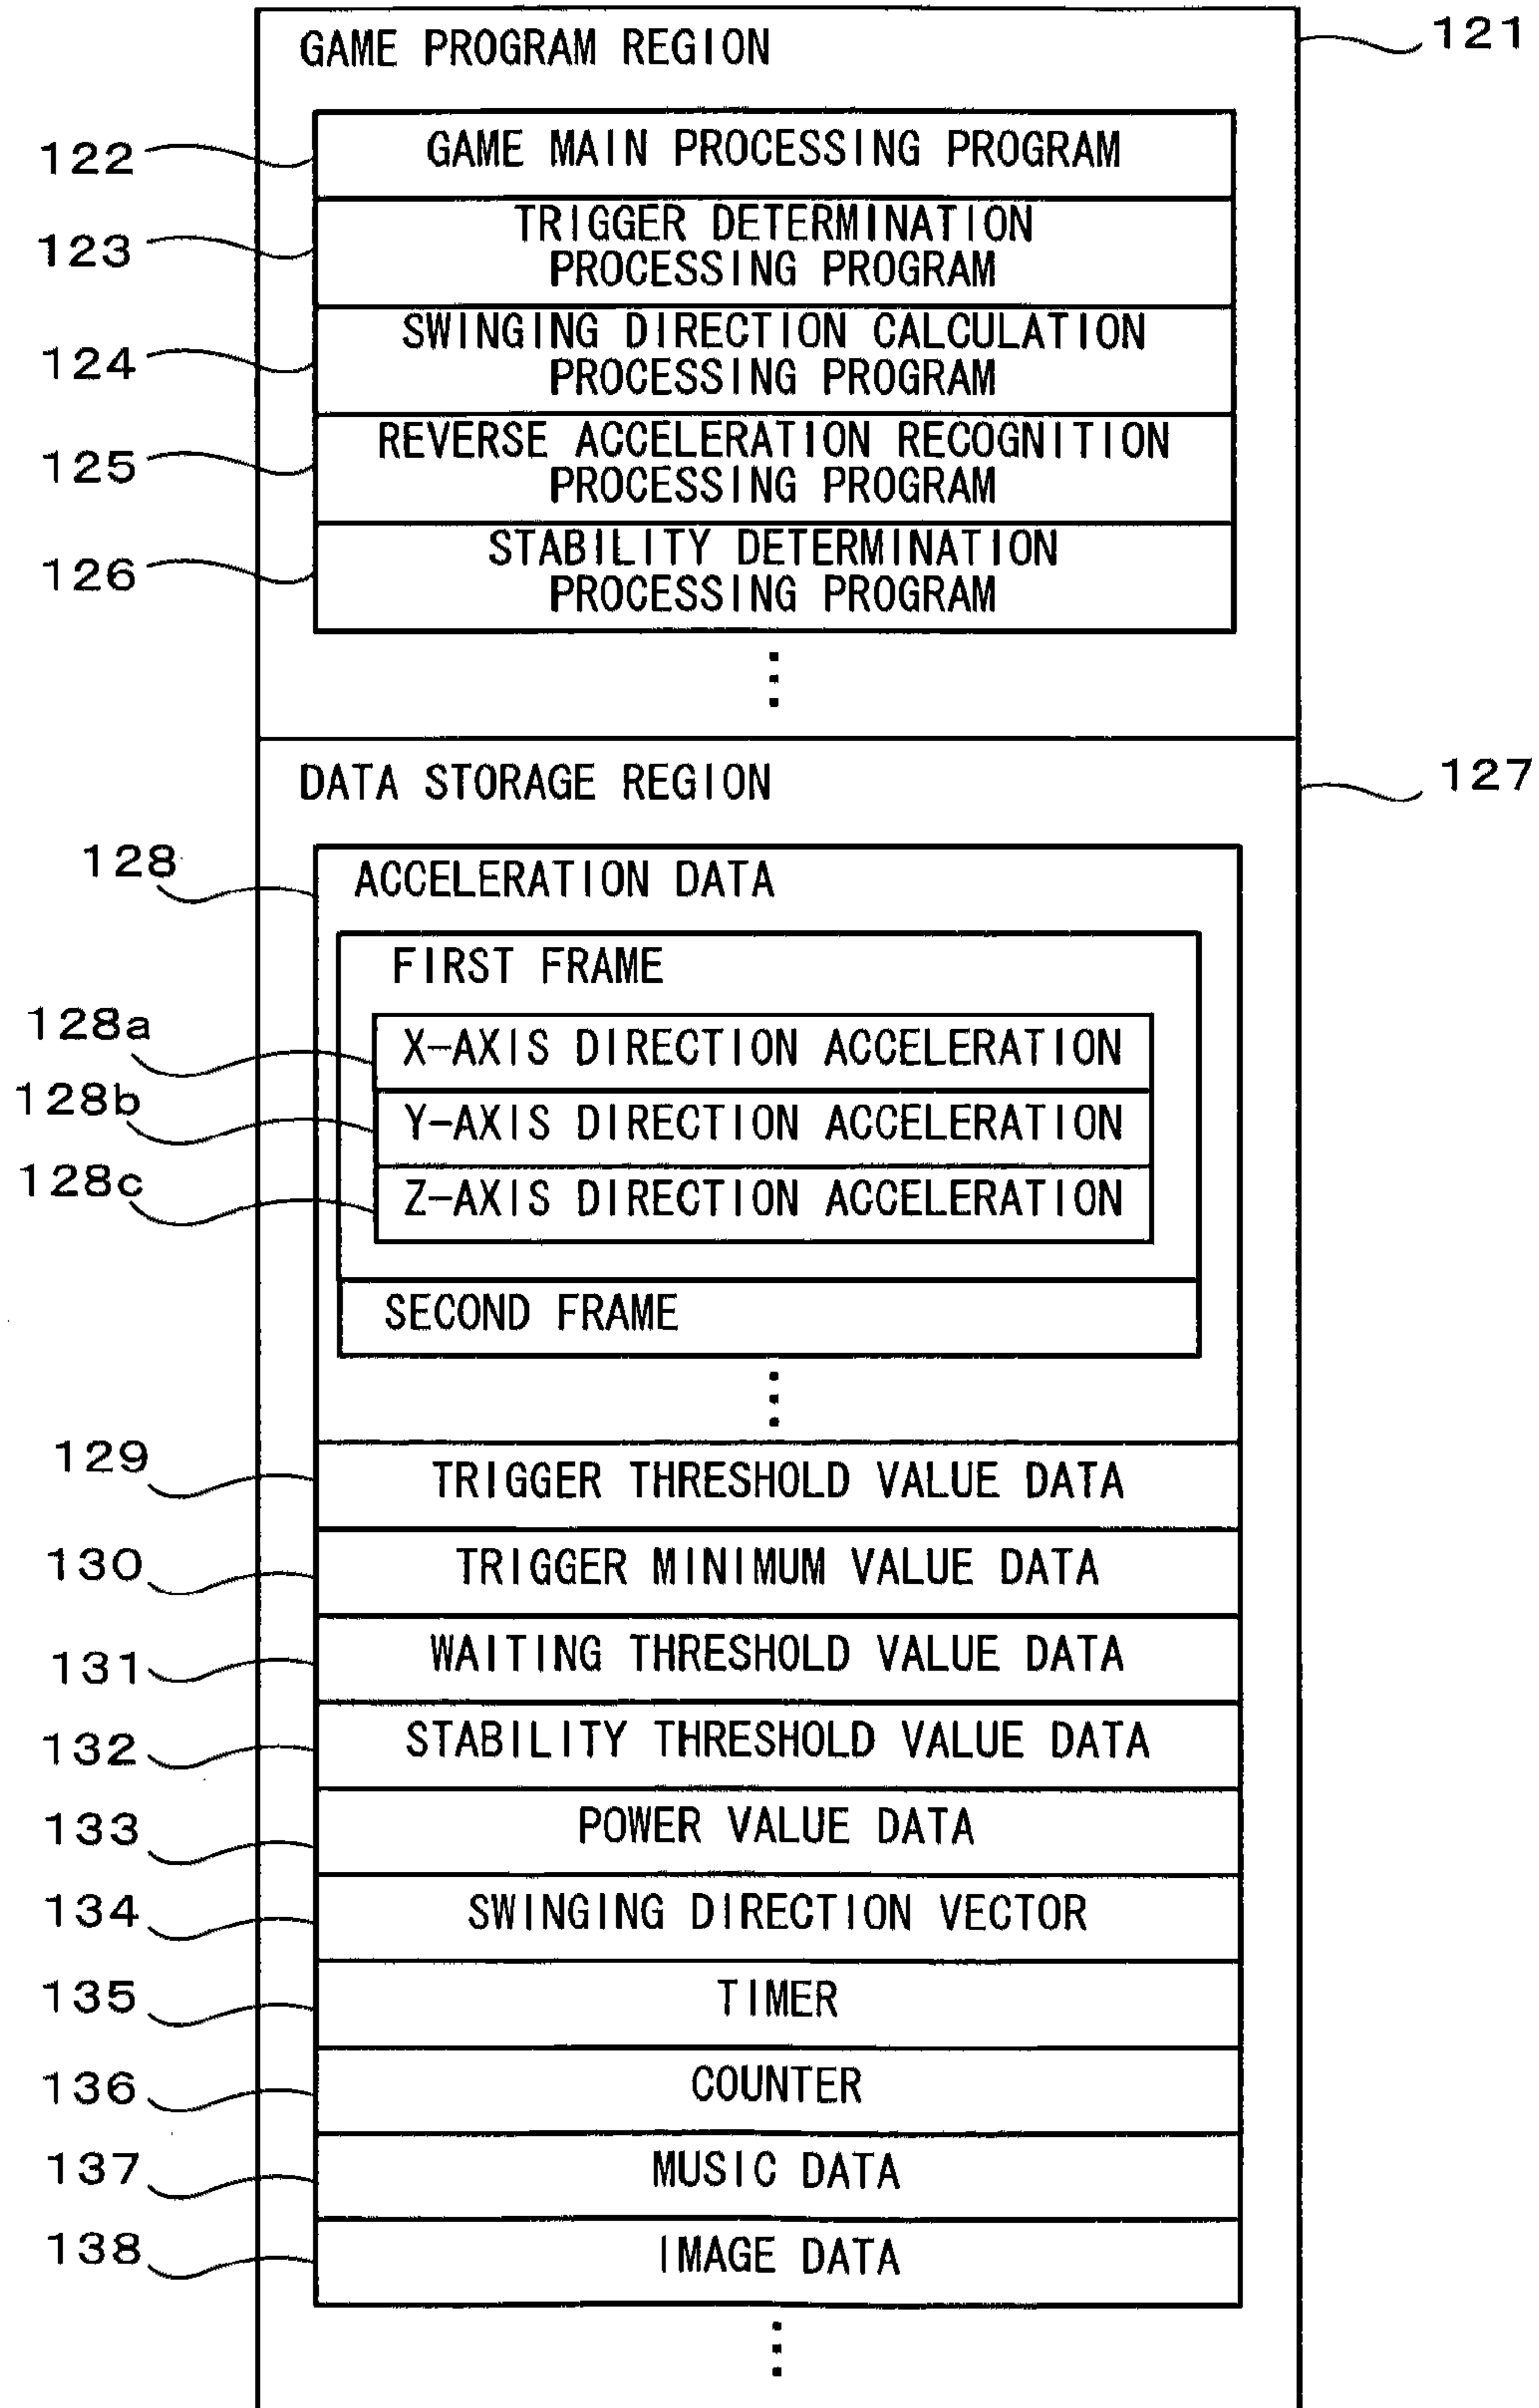 GAME PROGRAM REGION
121
122
GAME MAIN PROCESSING PROGRAM
123
TRIGGER DETERMINATION
PROCESSING PROGRAM
124
SWINGING DIRECTION CALCULATION
PROCESSING PROGRAM
125
REVERSE ACCELERATION RECOGNITION
PROCESSING PROGRAM
126
STABILITY DETERMINATION
PROCESSING PROGRAM
DATA STORAGE REGION
127
128
ACCELERATION DATA
FIRST FRAME
128a
X-AXIS DIRECTION ACCELERATION
128b
Y-AXIS DIRECTION ACCELERATION
128c
Z-AXIS DIRECTION ACCELERATION
SECOND FRAME
129
TRIGGER THRESHOLD VALUE DATA
130
TRIGGER MINIMUM VALUE DATA
131
WAITING THRESHOLD VALUE DATA
132
STABILITY THRESHOLD VALUE DATA
133
POWER VALUE DATA
134
SWINGING DIRECTION VECTOR
135
TIMER
136
COUNTER
137
MUSIC DATA
138
IMAGE DATA